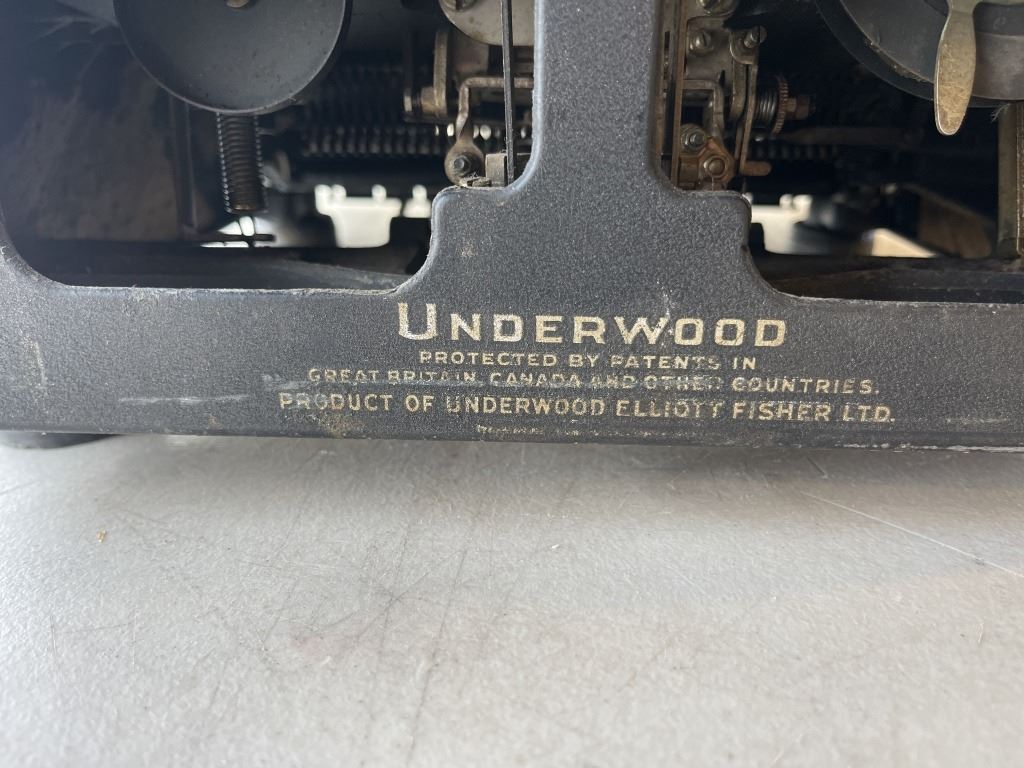 UNDERWOOD
PROTECTED BY PATENTS IN
GREAT BRITAIN, CANADA AND OTHER COUNTRIES.
PRODUCT OF UNDERWOOD ELLIOTT FISHER LTD.